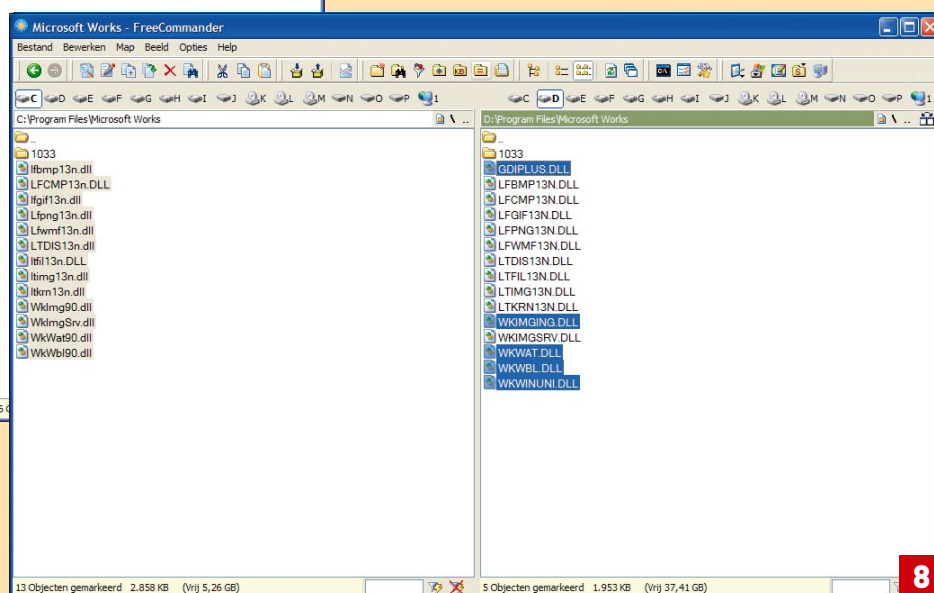 Microsoft Works - FreeCommander
Bestand Bewerken Map Beeld Opties Help
C D E F G H I J K L M N O P 1
C D E F G H I J K L M N O P 1
C:\Program Files\Microsoft Works \ ..
D:\Program Files\Microsoft Works \ ..
..
1033
lfbmp13n.dll
LFCMP13n.DLL
lfgif13n.dll
Lfpng13n.dll
Lfwmf13n.dll
LTDIS13n.dll
ltfil13n.DLL
ltimg13n.dll
ltkrn13n.dll
WkImg90.dll
WkImgSrv.dll
WkWat90.dll
WkWbl90.dll
..
1033
GDIPLUS.DLL
LFBMP13N.DLL
LFCMP13N.DLL
LFGIF13N.DLL
LFPNG13N.DLL
LFWMF13N.DLL
LTDIS13N.DLL
LTFIL13N.DLL
LTIMG13N.DLL
LTKRN13N.DLL
WKIMGING.DLL
WKIMGSRV.DLL
WKWAT.DLL
WKWBL.DLL
WKWINUNI.DLL
13 Objecten gemarkeerd 2.858 KB (Vrij 5,26 GB)
5 Objecten gemarkeerd 1.953 KB (Vrij 37,41 GB)
8